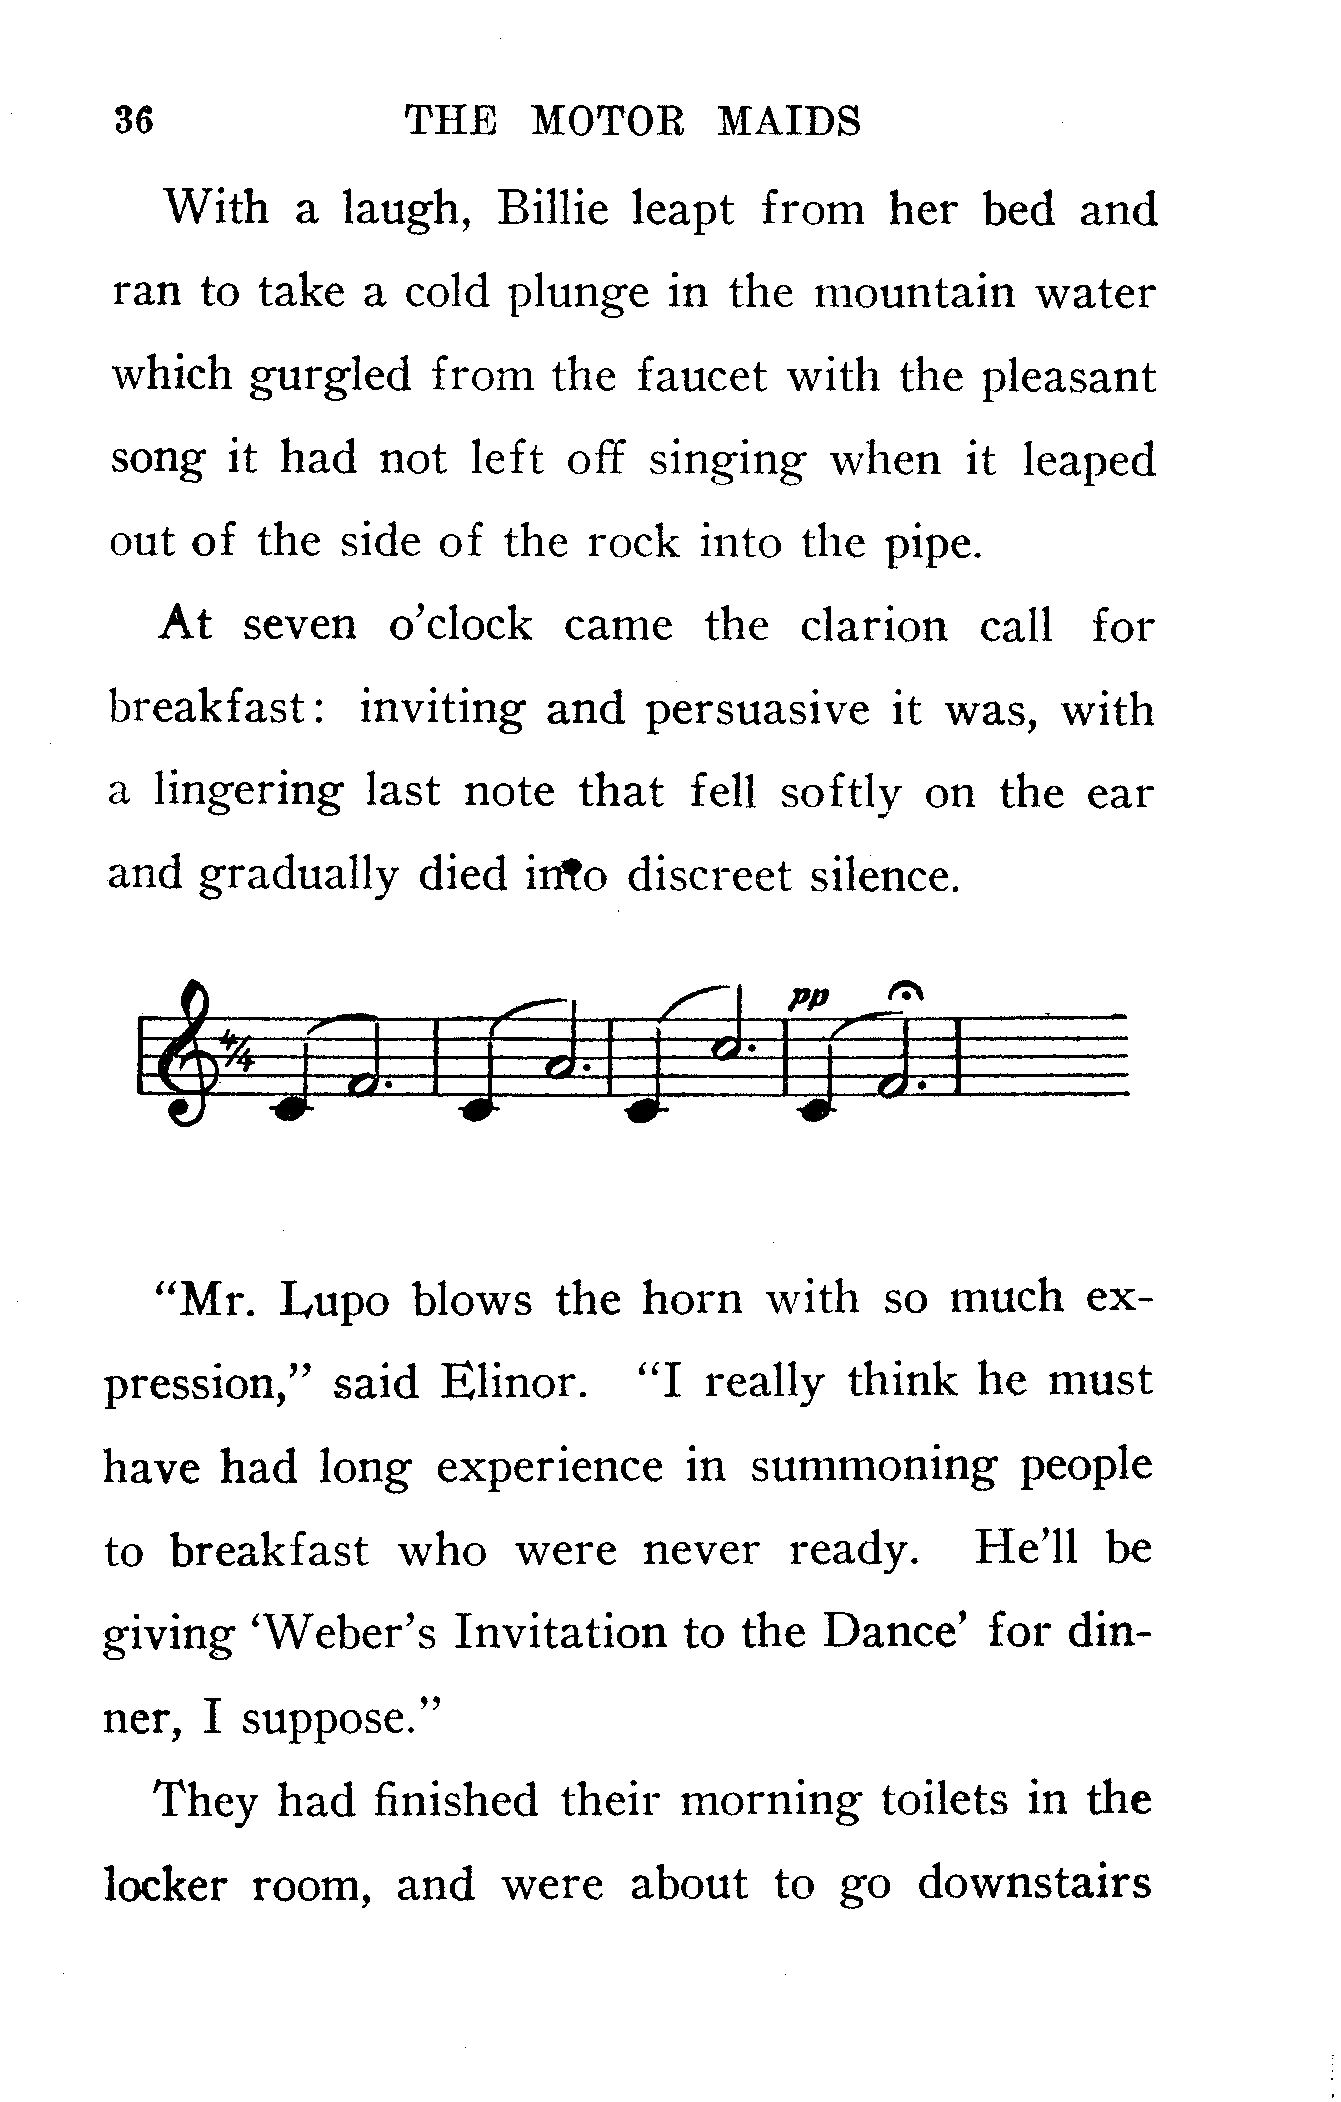 36 THE MOTOR MAIDS
With a laugh, Billie leapt from her bed and
ran to take a cold plunge in the mountain water
which gurgled from the faucet with the pleasant
song it had not left off singing when it leaped
out of the side of the rock into the pipe.
At seven o'clock came the clarion call for
breakfast: inviting and persuasive it was, with
a lingering last note that fell softly on the ear
and gradually died into discreet silence.
4/4 pp
"Mr. Lupo blows the horn with so much ex-
pression," said Elinor. "I really think he must
have had long experience in summoning people
to breakfast who were never ready. He'll be
giving 'Weber's Invitation to the Dance' for din-
ner, I suppose."
They had finished their morning toilets in the
locker room, and were about to go downstairs